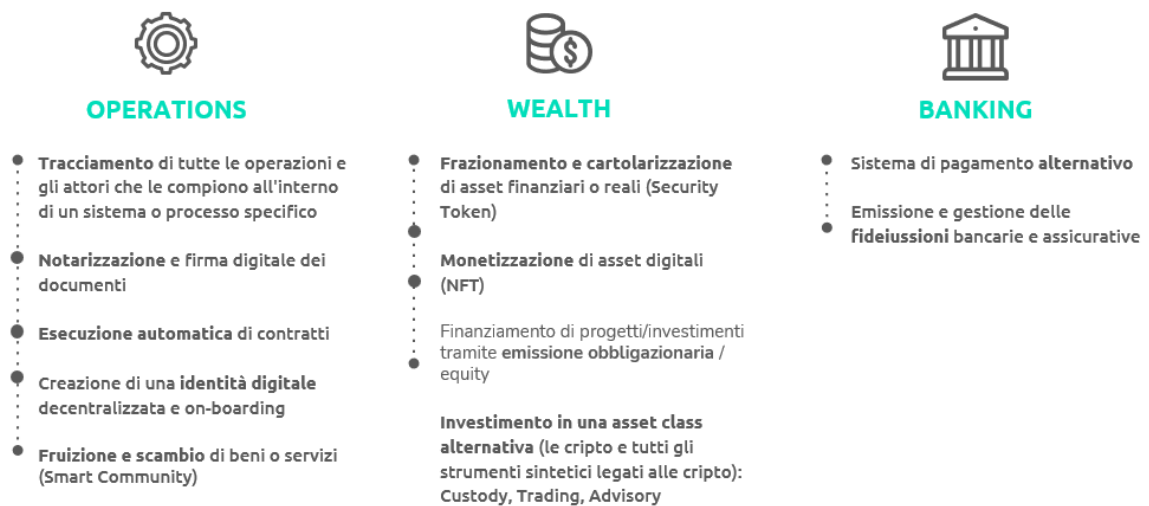 OPERATIONS
Tracciamento di tutte le operazioni e
gli attori che le compiono all'interno
di un sistema o processo specifico
Notarizzazione e firma digitale dei
documenti
Esecuzione automatica di contratti
Creazione di una identità digitale
decentralizzata e on-boarding
Fruizione e scambio di beni o servizi
(Smart Community)
WEALTH
Frazionamento e cartolarizzazione
di asset finanziari o reali (Security
Token)
Monetizzazione di asset digitali
(NFT)
Finanziamento di progetti/investimenti
tramite emissione obbligazionaria /
equity
Investimento in una asset class
alternativa (le cripto e tutti gli
strumenti sintetici legati alle cripto):
Custody, Trading, Advisory
BANKING
Sistema di pagamento alternativo
Emissione e gestione delle
fideiussioni bancarie e assicurative